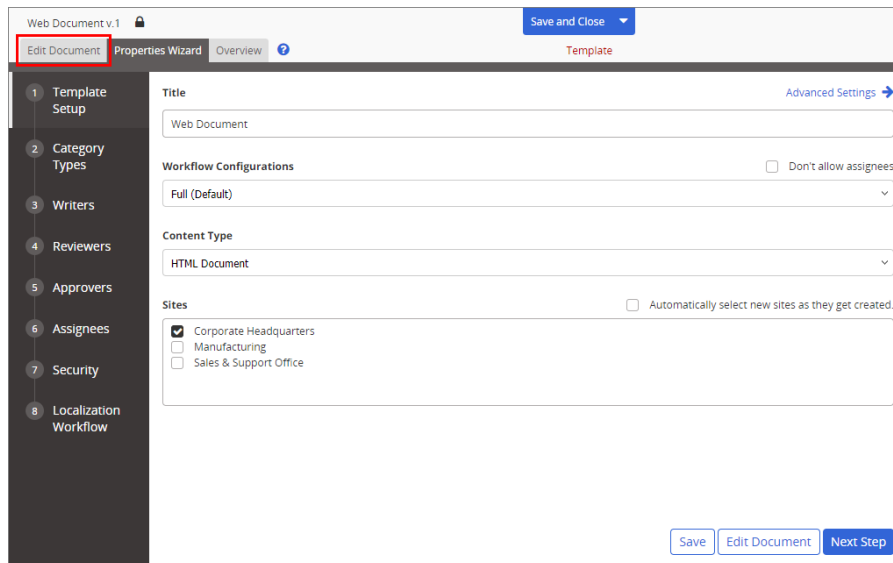 Web Document v.1
Save and Close
Edit Document Properties Wizard Overview ?
Template
1 Template
Setup
2 Category
Types
3 Writers
4 Reviewers
5 Approvers
6 Assignees
7 Security
8 Localization
Workflow
Title
Advanced Settings
Web Document
Workflow Configurations
Don't allow assignees
Full (Default)
Content Type
HTML Document
Sites
Automatically select new sites as they get created.
Corporate Headquarters
Manufacturing
Sales & Support Office
Save Edit Document Next Step